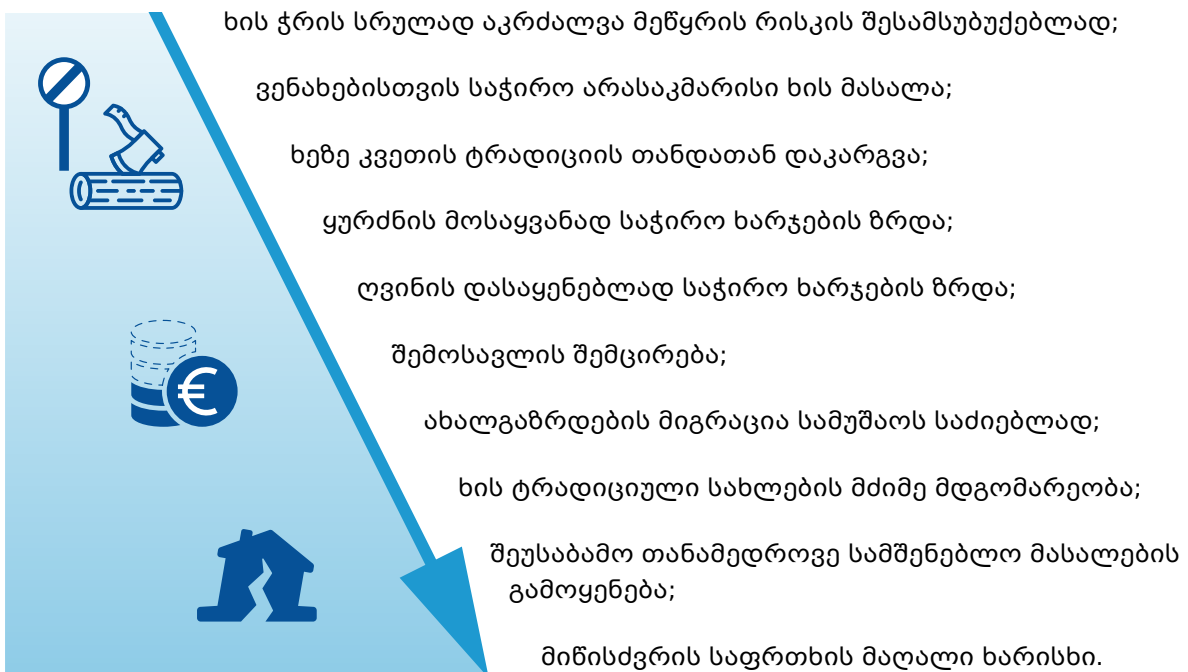 ხის ჭრის სრულად აკრძალვა მეწყრის რისკის შესამსუბუქებლად;
ვენახებისთვის საჭირო არასაკმარისი ხის მასალა;
ხეზე კვეთის ტრადიციის თანდათან დაკარგვა;
ყურძნის მოსაყვანად საჭირო ხარჯების ზრდა;
ღვინის დასაყენებლად საჭირო ხარჯების ზრდა;
შემოსავლის შემცირება;
ახალგაზრდების მიგრაცია სამუშაოს საძიებლად;
ხის ტრადიციული სახლების მძიმე მდგომარეობა;
შეუსაბამო თანამედროვე სამშენებლო მასალების
გამოყენება;
მიწისძვრის საფრთხის მაღალი ხარისხი.